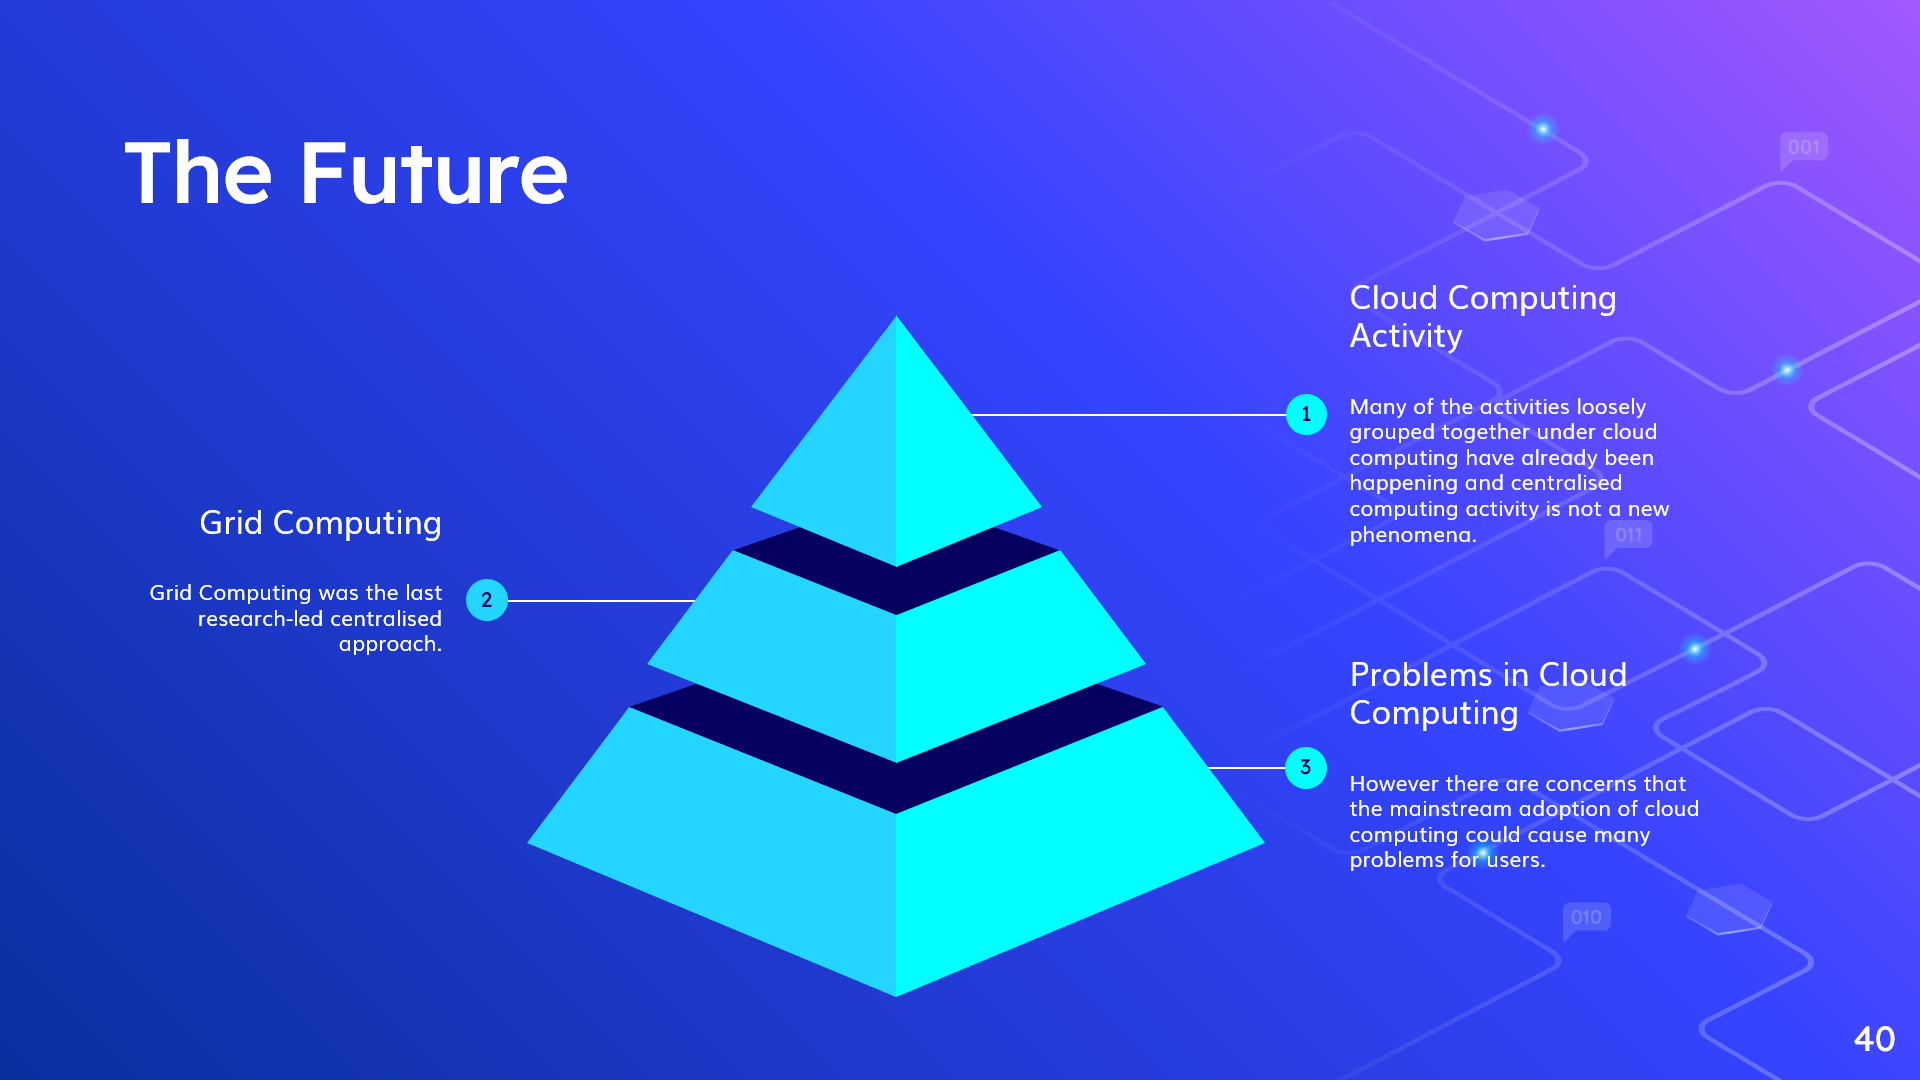 The Future
001
Cloud Computing
Activity
1
Many of the activities loosely
grouped together under cloud
computing have already been
happening and centralised
computing activity is not a new
phenomena.
011
Grid Computing
2
Grid Computing was the last
research-led centralised
approach.
Problems in Cloud
Computing
3
However there are concerns that
the mainstream adoption of cloud
computing could cause many
problems for users.
010
40